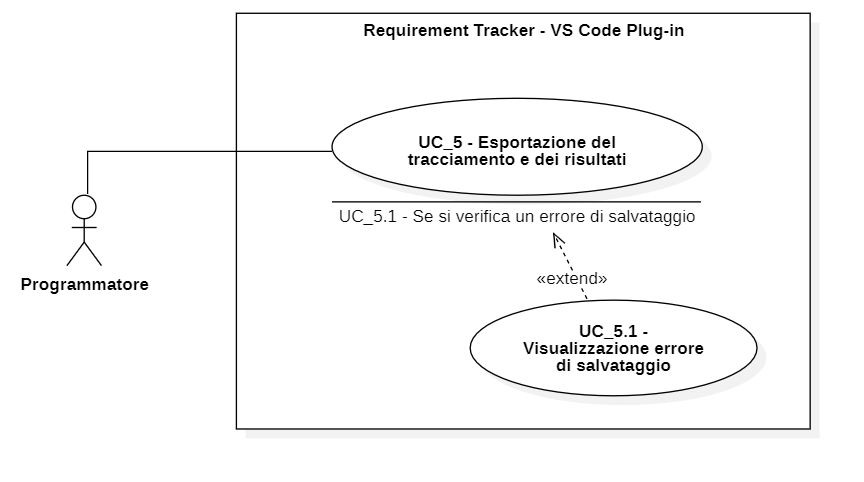 Requirement Tracker - VS Code Plug-in
UC_5 - Esportazione del
tracciamento e dei risultati
UC_5.1 - Se si verifica un errore di salvataggio
Programmatore
«extend»
UC_5.1 -
Visualizzazione errore
di salvataggio